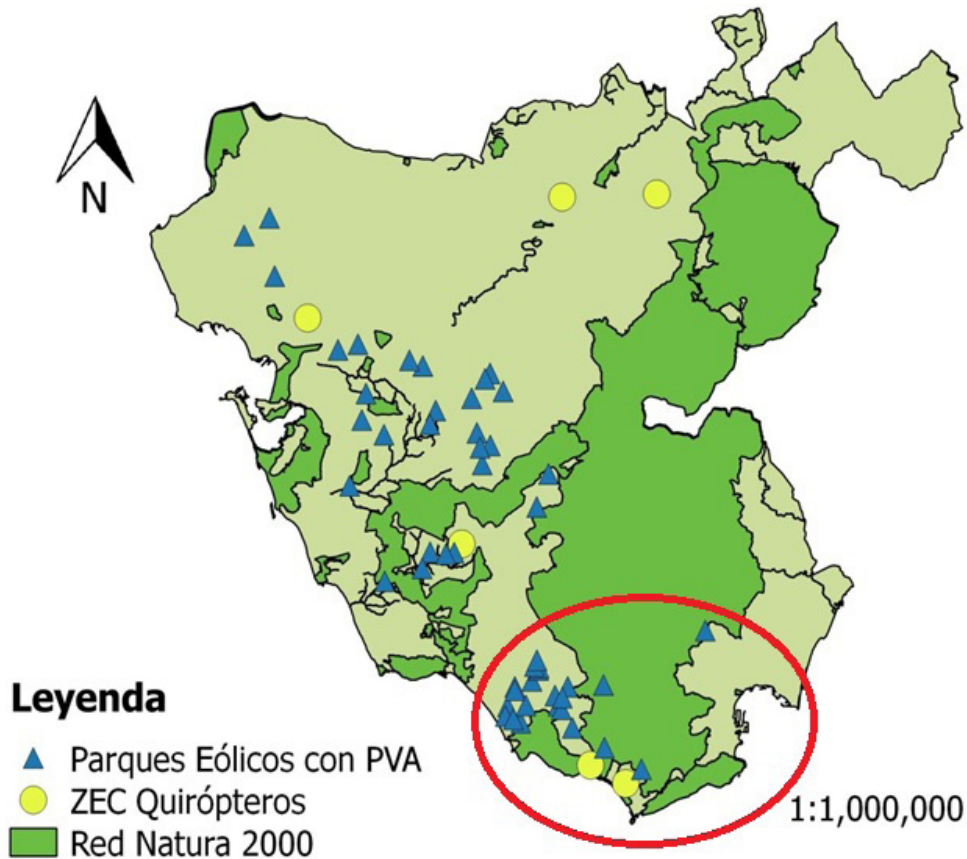 N
Leyenda
Parques Eólicos con PVA
ZEC Quirópteros
Red Natura 2000
1:1,000,000